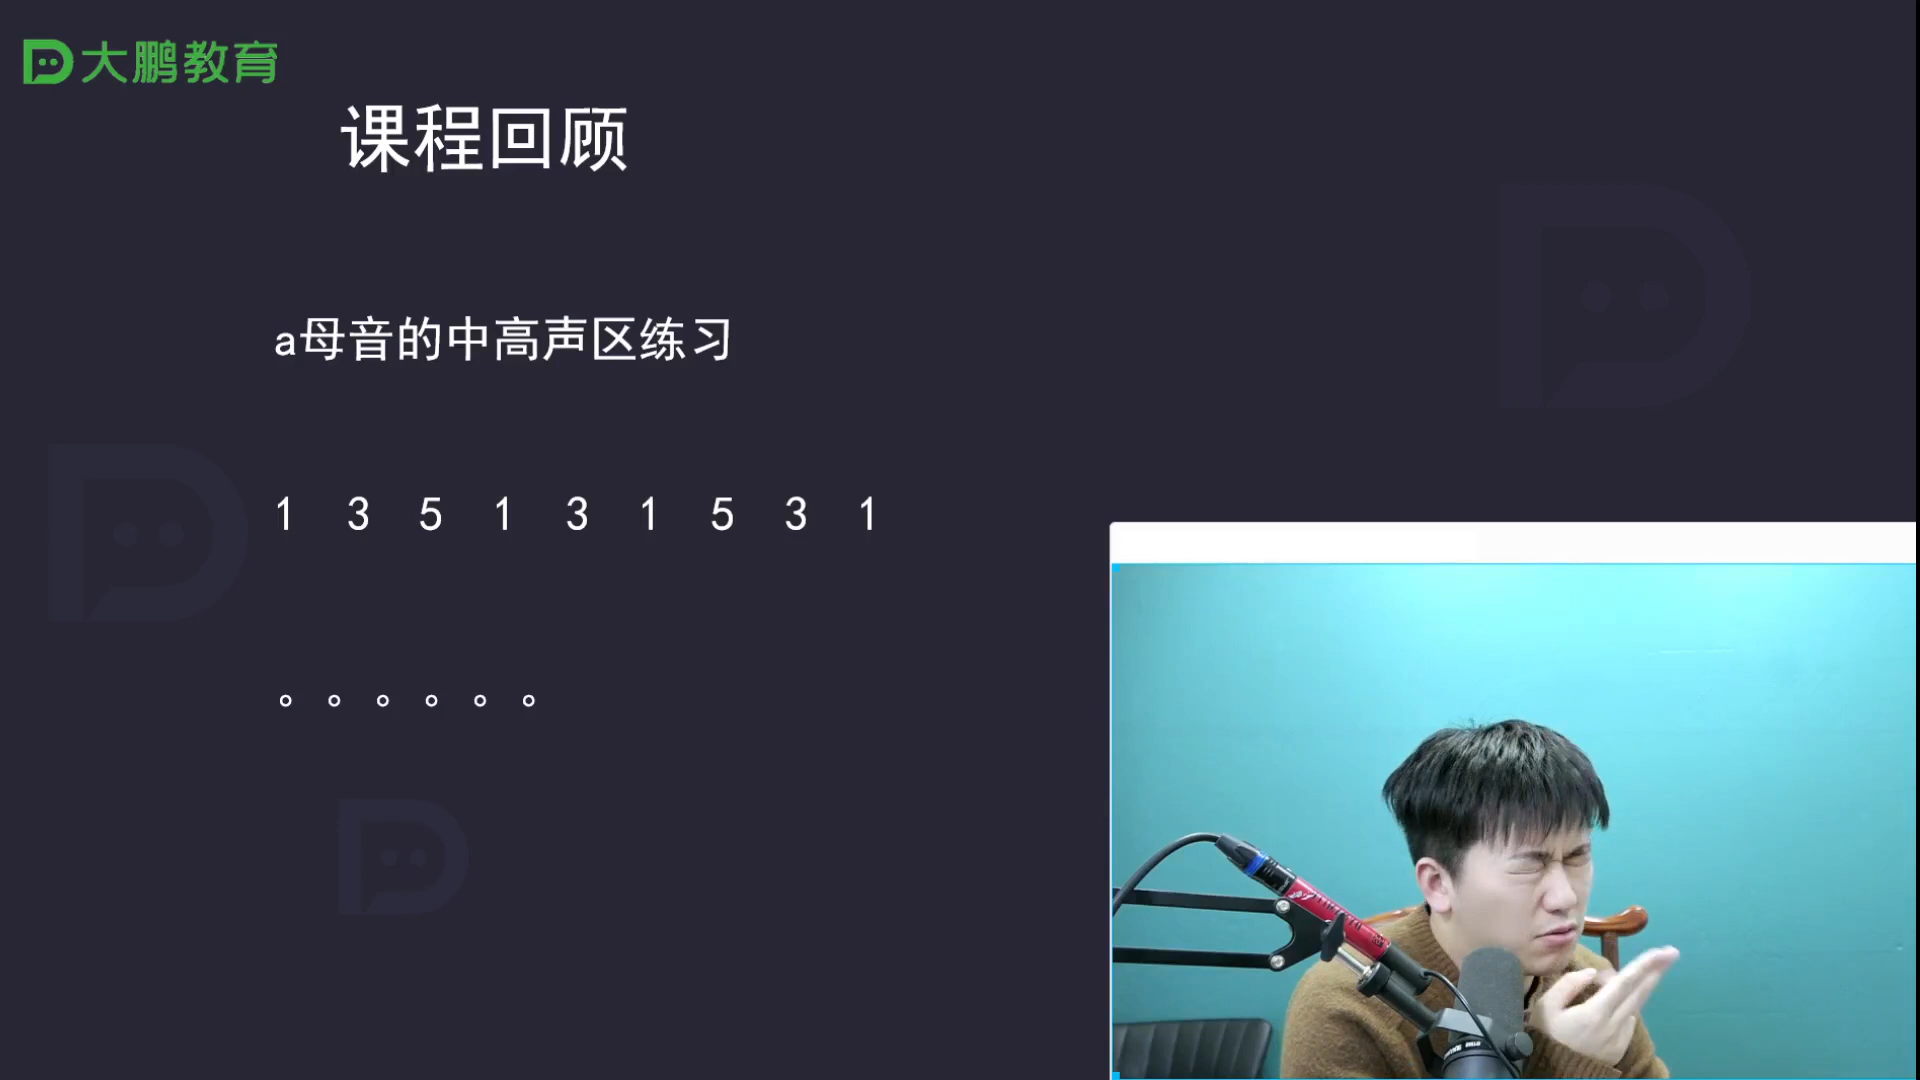 大鹏教育
课程回顾
a母音的中高声区练习
1 3 5 1 3 1 5 3 1
。。。。。。